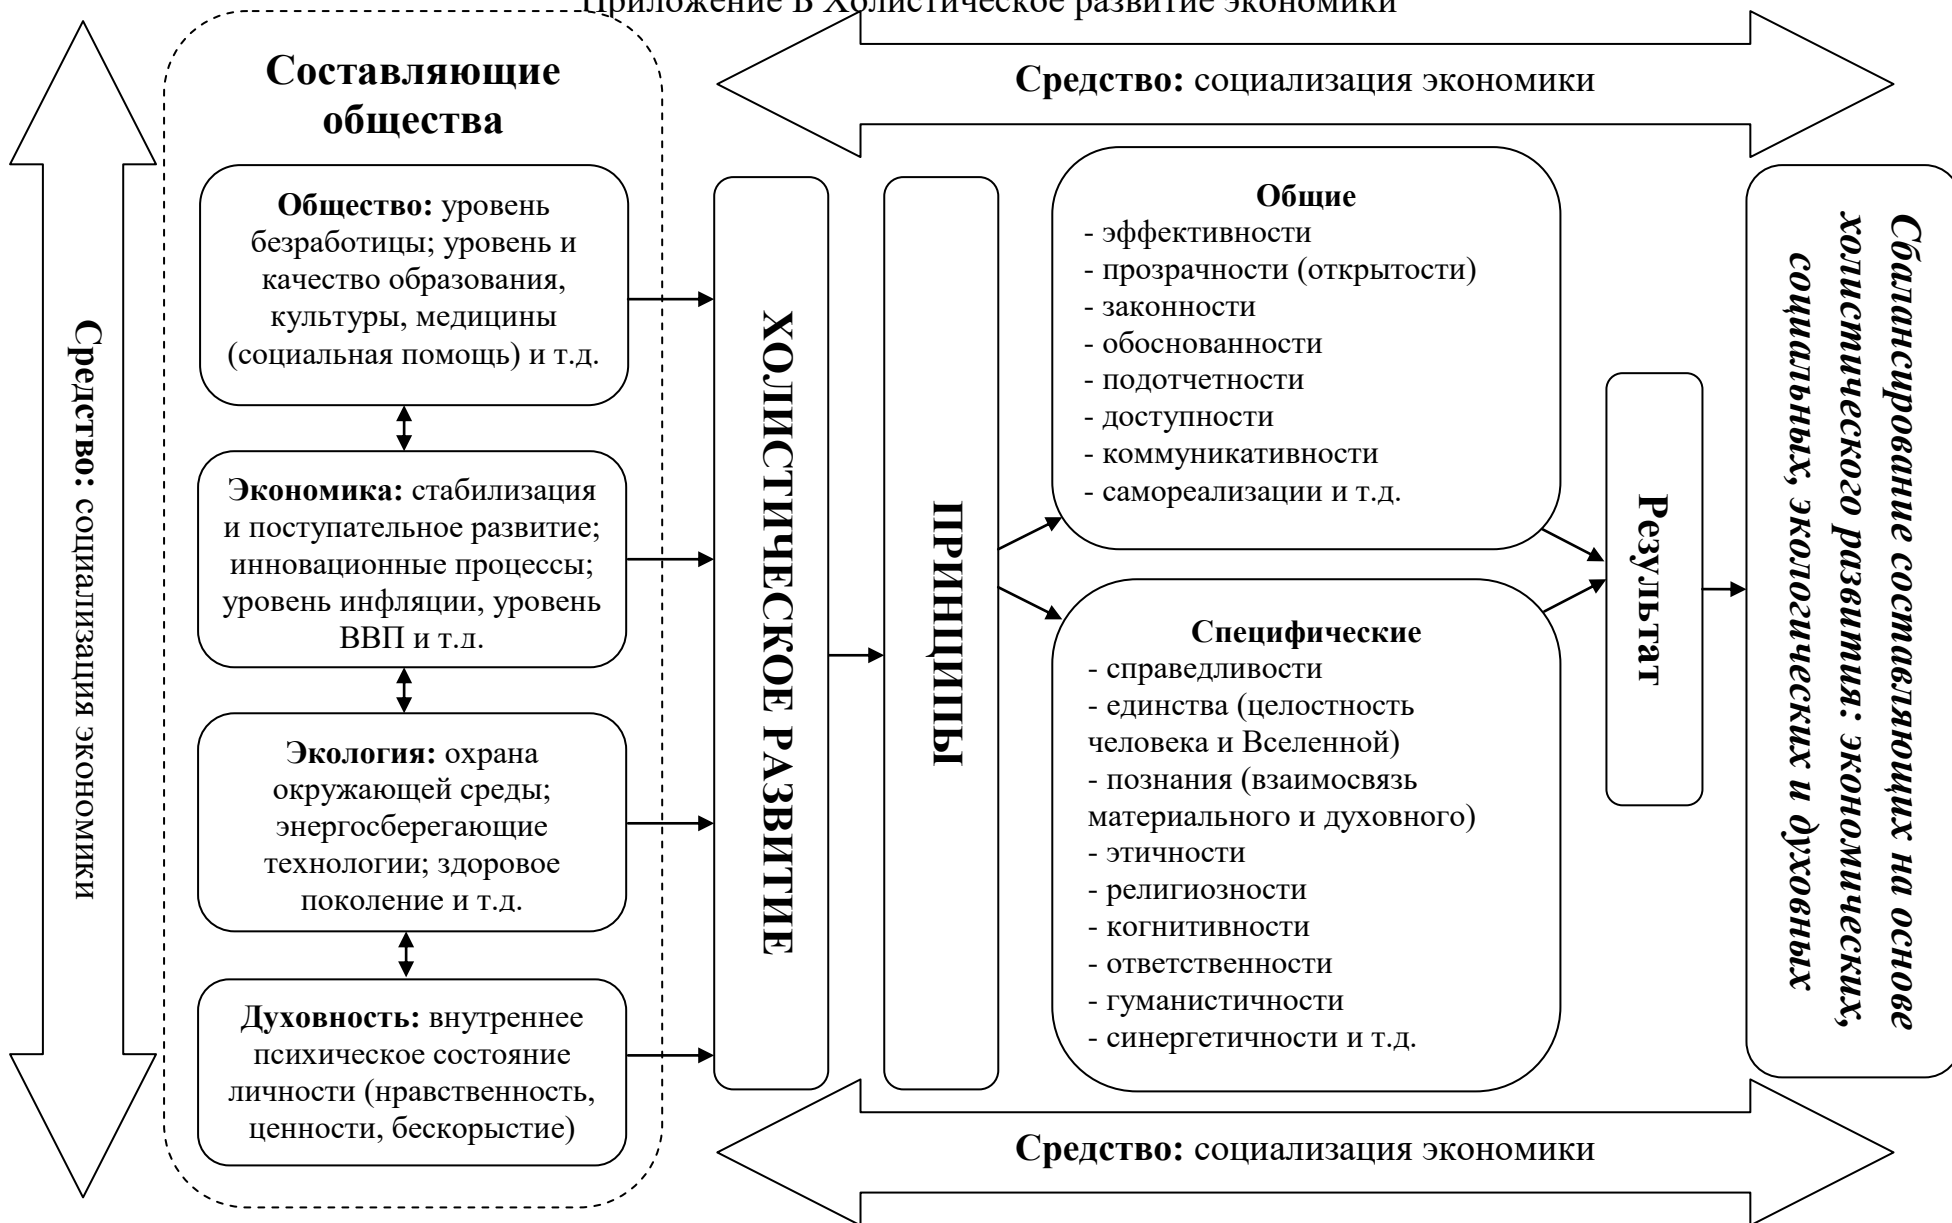 Приложение В Холистическое развитие экономики
Средство: социализация экономики
Составляющие
общества
Общество: уровень
безработицы; уровень и
качество образования,
культуры, медицины
(социальная помощь) и т.д.
Экономика: стабилизация
и поступательное развитие;
инновационные процессы;
уровень инфляции, уровень
ВВП и т.д.
Экология: охрана
окружающей среды;
энергосберегающие
технологии; здоровое
поколение и т.д.
Духовность: внутреннее
психическое состояние
личности (нравственность,
ценности, бескорыстие)
Средство: социализация экономики
ХОЛИСТИЧЕСКОЕ РАЗВИТИЕ
ПРИНЦИПЫ
Общие
- эффективности
- прозрачности (открытости)
- законности
- обоснованности
- подотчетности
- доступности
- коммуникативности
- самореализации и т.д.
Специфические
- справедливости
- единства (целостность
человека и Вселенной)
- познания (взаимосвязь
материального и духовного)
- этичности
- религиозности
- когнитивности
- ответственности
- гуманистичности
- синергетичности и т.д.
Результат
Сбалансирование составляющих на основе
холистического развития: экономических,
социальных, экологических и духовных
Средство: социализация экономики